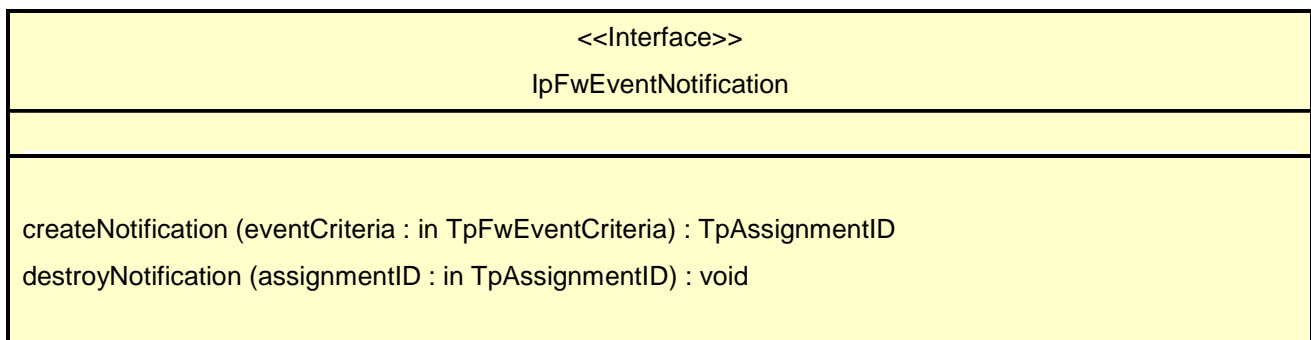 <<Interface>>
IpFwEventNotification
createNotification (eventCriteria : in TpFwEventCriteria) : TpAssignmentID
destroyNotification (assignmentID : in TpAssignmentID) : void